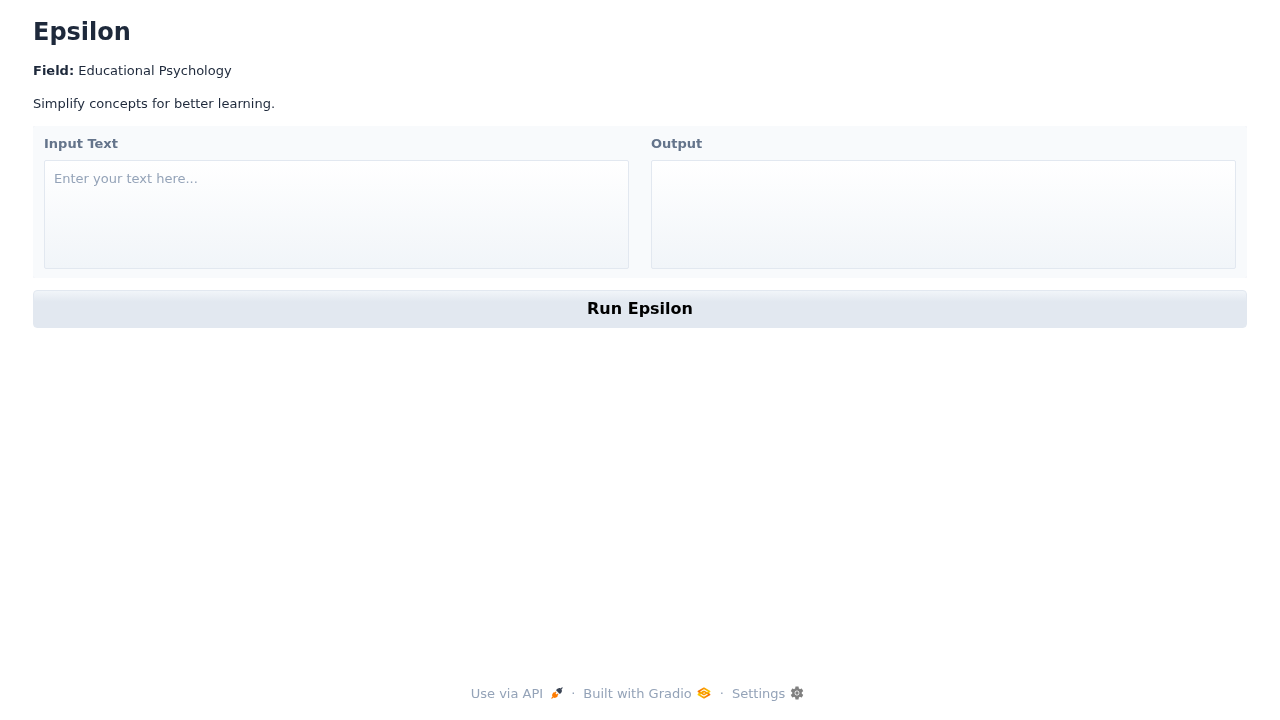 Epsilon
Field: Educational Psychology
Simplify concepts for better learning.
Input Text
Output
Enter your text here...
Run Epsilon
Use via API · Built with Gradio · Settings